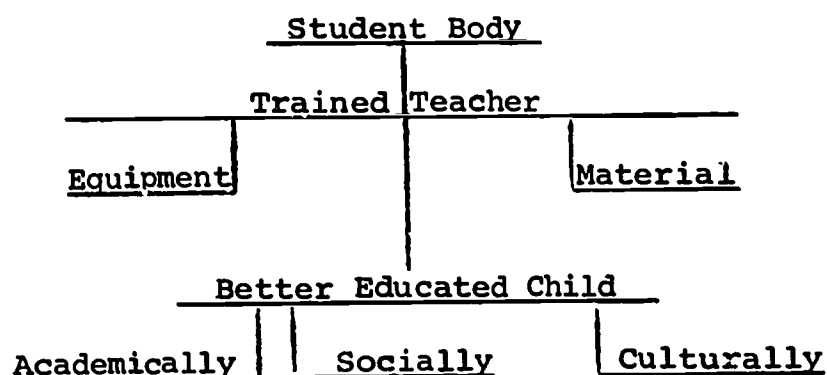 Student Body
Trained Teacher
Equipment Material
Better Educated Child
Academically Socially Culturally